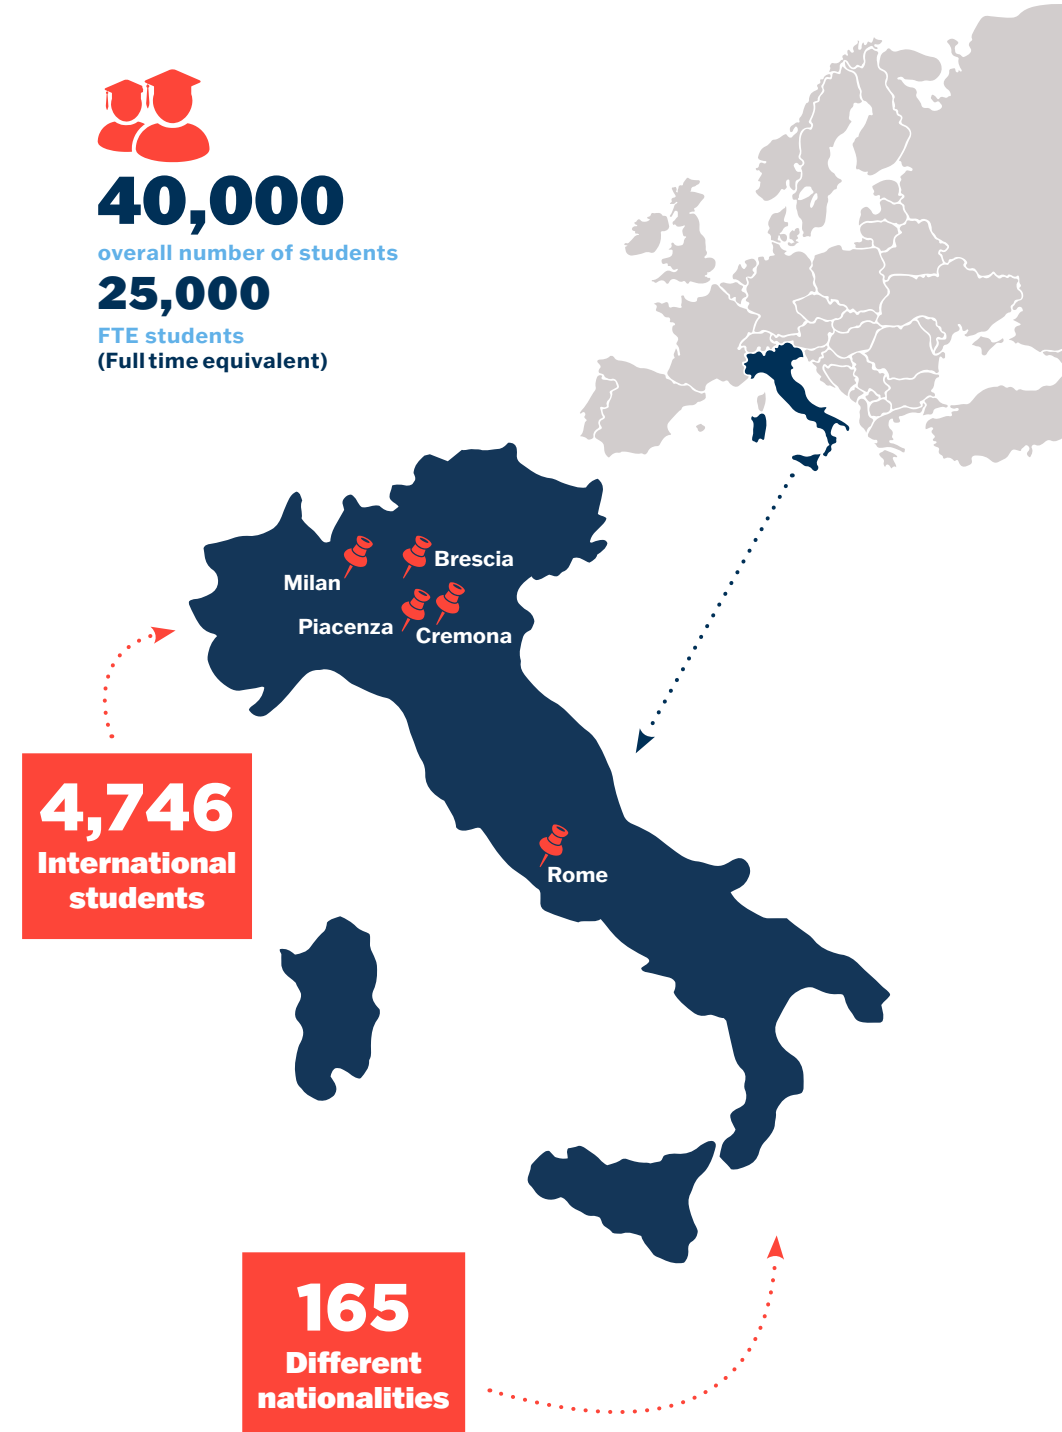 40,000
overall number of students
25,000
FTE students
(Full time equivalent)
Milan
Brescia
Piacenza
Cremona
4,746
International
students
Rome
165
Different
nationalities